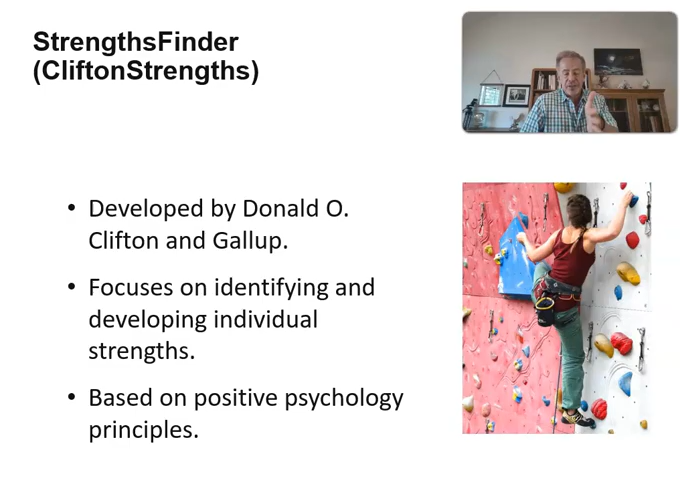 StrengthsFinder
(CliftonStrengths)
• Developed by Donald O.
Clifton and Gallup.
• Focuses on identifying and
developing individual
strengths.
• Based on positive psychology
principles.